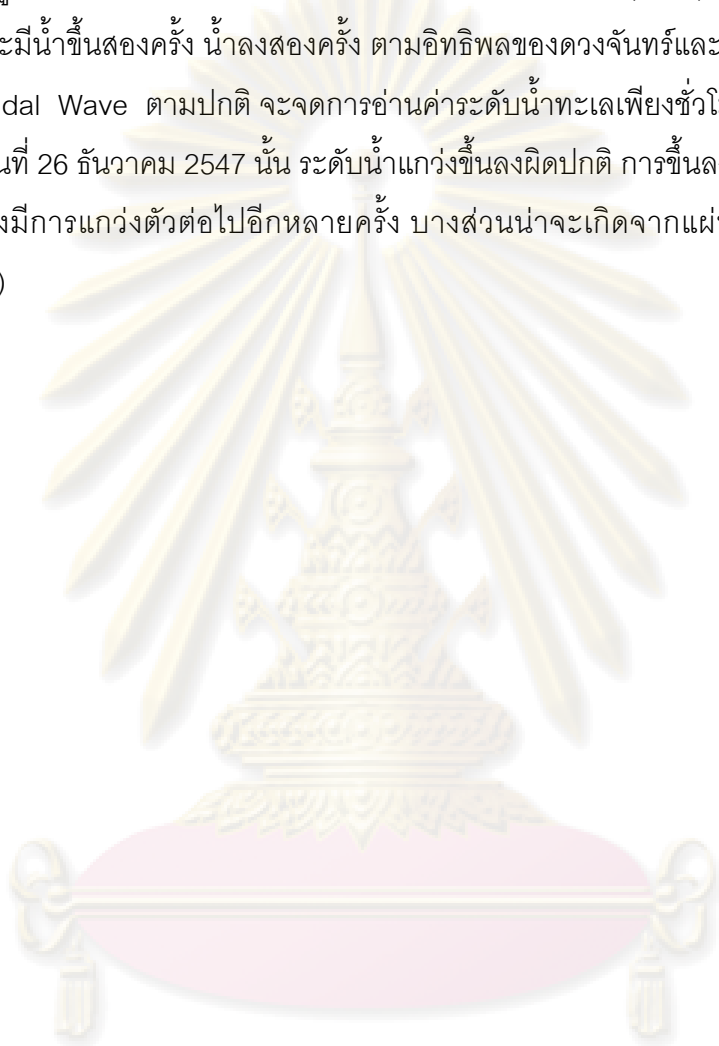 ะมีน้ำขึ้นสองครั้ง น้ำลงสองครั้ง ตามอิทธิพลของดวงจันทร์และ
dal Wave ตามปกติ จะจดการอ่านค่าระดับน้ำทะเลเพียงชั่วโ
นที่ 26 ธันวาคม 2547 นั้น ระดับน้ำแกว่งขึ้นลงผิดปกติ การขึ้นล
งมีการแกว่งตัวต่อไปอีกหลายครั้ง บางส่วนน่าจะเกิดจากแผ่
)